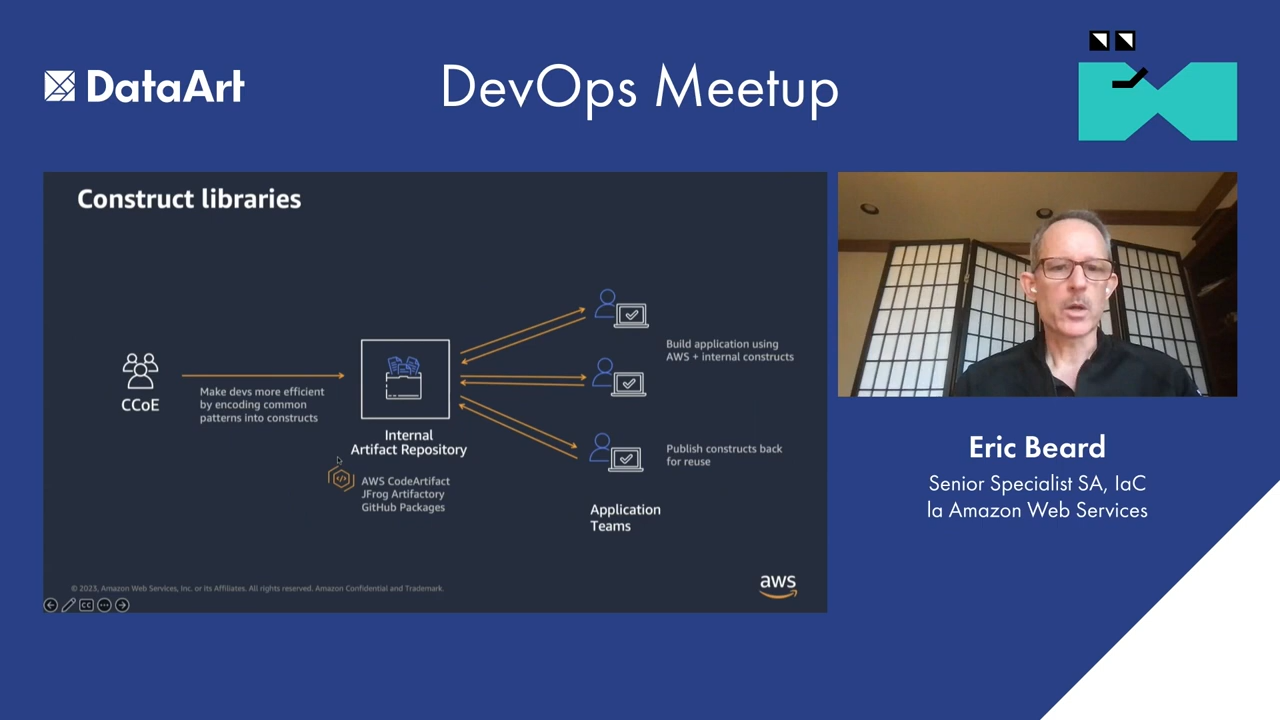 DataArt
DevOps Meetup
Construct libraries
CCoE
Make devs more efficient
by encoding common
patterns into constructs
Internal
Artifact Repository
AWS CodeArtifact
JFrog Artifactory
GitHub Packages
Build application using
AWS + internal constructs
Publish constructs back
for reuse
Application
Teams
© 2023, Amazon Web Services, Inc. or its Affiliates. All rights reserved. Amazon Confidential and Trademark.
aws
CC
Eric Beard
Senior Specialist SA, IaC
la Amazon Web Services